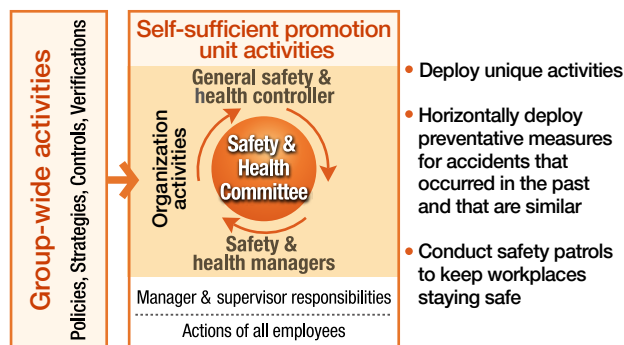 Group-wide activities
Policies, Strategies, Controls, Verifications
Self-sufficient promotion
unit activities
General safety &
health controller
Organization
activities
Safety &
Health
Committee
Safety &
health managers
Manager & supervisor responsibilities
Actions of all employees
• Deploy unique activities
• Horizontally deploy
preventative measures
for accidents that
occurred in the past
and that are similar
• Conduct safety patrols
to keep workplaces
staying safe